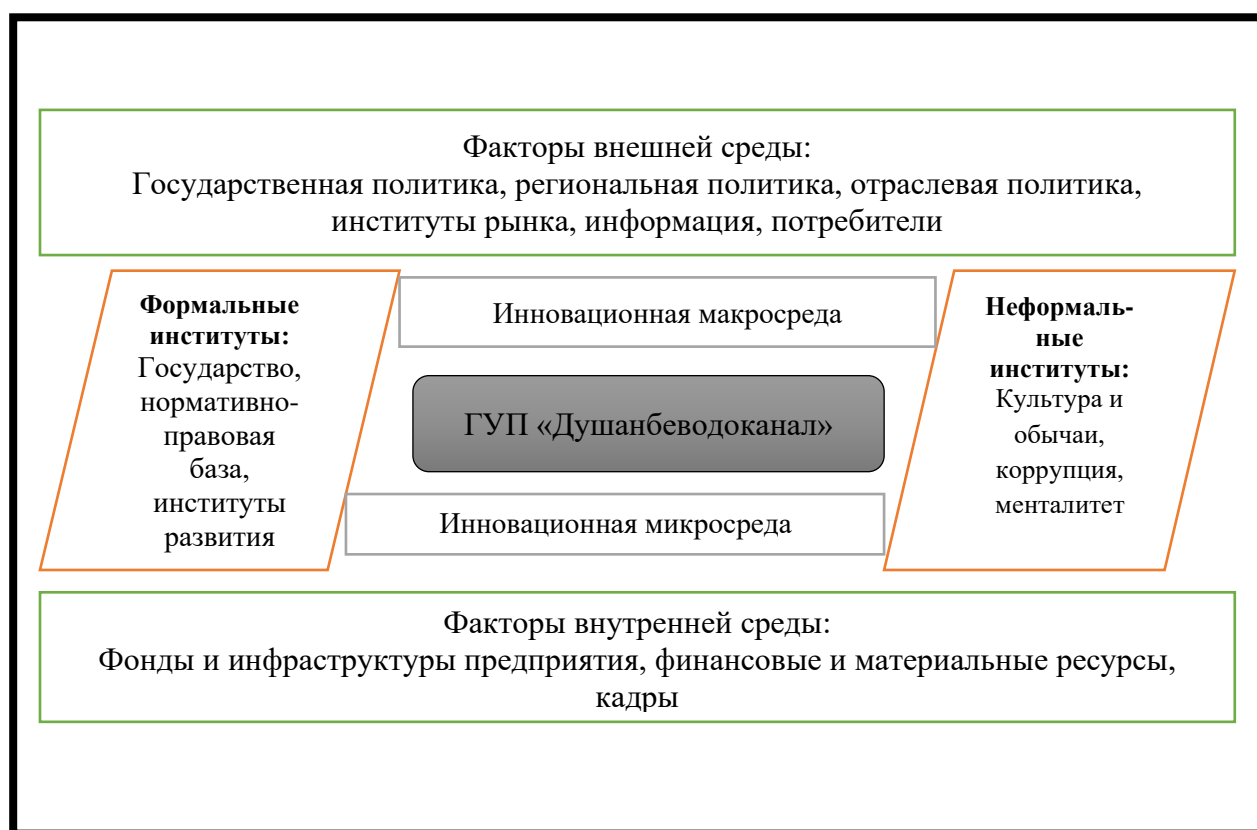 Факторы внешней среды:
Государственная политика, региональная политика, отраслевая политика,
институты рынка, информация, потребители
Формальные
институты:
Государство,
нормативно-
правовая
база,
институты
развития
Инновационная макросреда
ГУП «Душанбеводоканал»
Инновационная микросреда
Неформаль-
ные
институты:
Культура и
обычаи,
коррупция,
менталитет
Факторы внутренней среды:
Фонды и инфраструктуры предприятия, финансовые и материальные ресурсы,
кадры